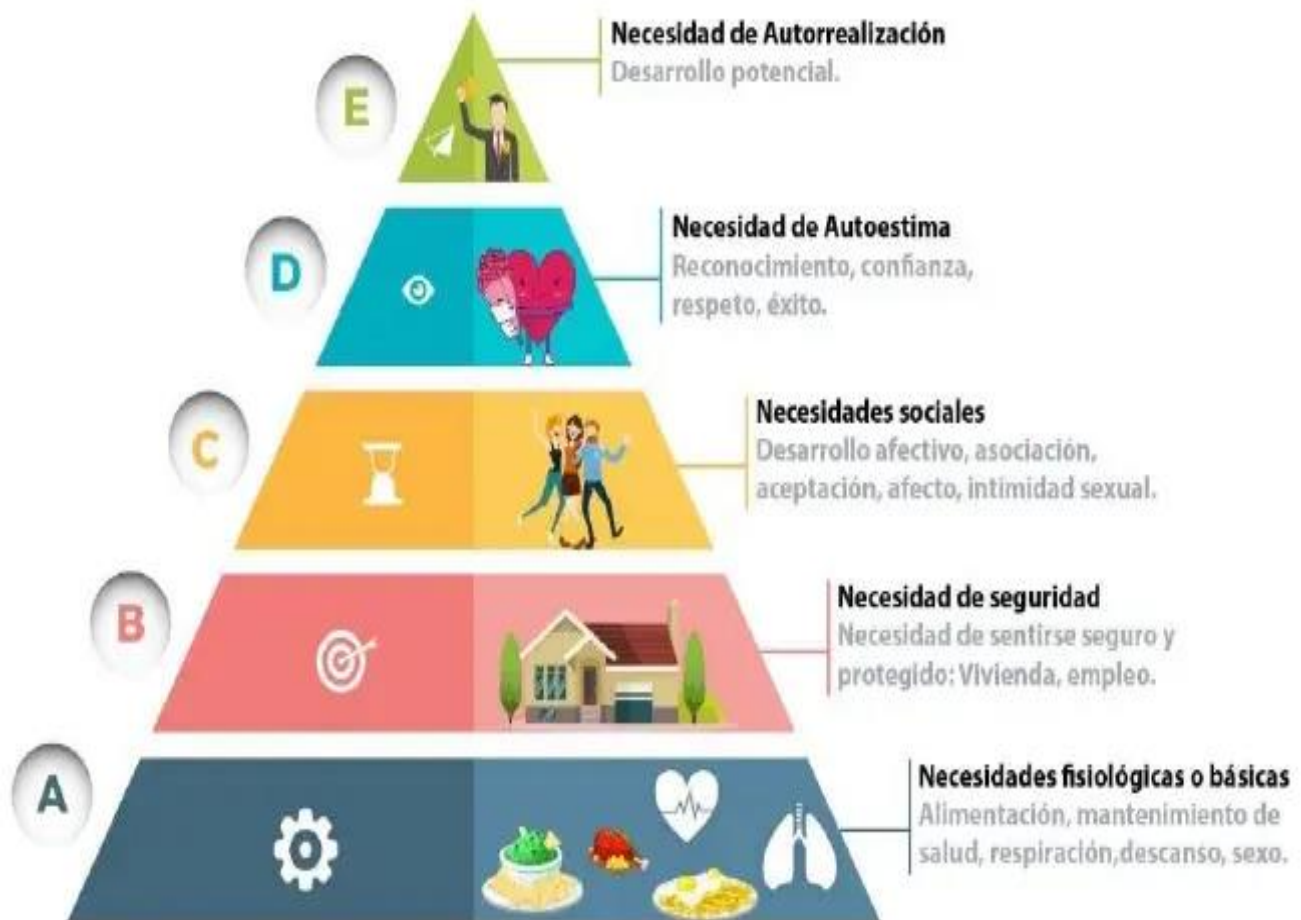 Necesidad de Autorrealización
Desarrollo potencial.
E
Necesidad de Autoestima
Reconocimiento, confianza,
respeto, éxito.
D
Necesidades sociales
Desarrollo afectivo, asociación,
aceptación, afecto, intimidad sexual.
C
Necesidad de seguridad
Necesidad de sentirse seguro y
protegido: Vivienda, empleo.
B
Necesidades fisiológicas o básicas
Alimentación, mantenimiento de
salud, respiración,descanso, sexo.
A